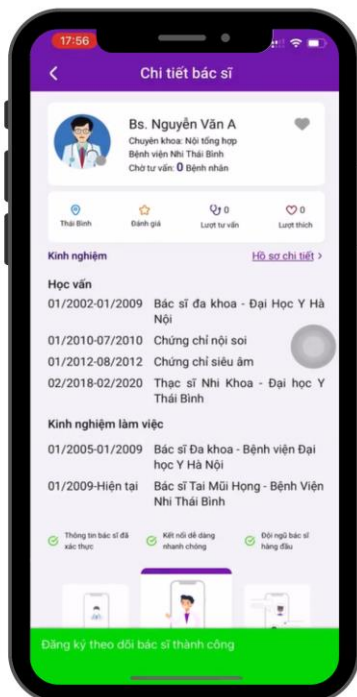 17:56
Chi tiết bác sĩ
Bs. Nguyễn Văn A
Chuyên khoa: Nội tổng hợp
Bệnh viện Nhi Thái Bình
Chờ tư vấn: 0 Bệnh nhân
Thái Bình
Đánh giá
0
Lượt tư vấn
0
Lượt thích
Kinh nghiệm
Hồ sơ chi tiết >
Học vấn
01/2002-01/2009 Bác sĩ đa khoa - Đại Học Y Hà
Nội
01/2010-07/2010 Chứng chỉ nội soi
01/2012-08/2012 Chứng chỉ siêu âm
02/2018-02/2020 Thạc sĩ Nhi Khoa - Đại học Y
Thái Bình
Kinh nghiệm làm việc
01/2005-01/2009 Bác sĩ Đa khoa - Bệnh viện Đại
học Y Hà Nội
01/2009-Hiện tại Bác sĩ Tai Mũi Họng - Bệnh Viện
Nhi Thái Bình
Thông tin bác sĩ đã
xác thực
Kết nối dễ dàng
nhanh chóng
Đội ngũ bác sĩ
hàng đầu
Đăng ký theo dõi bác sĩ thành công